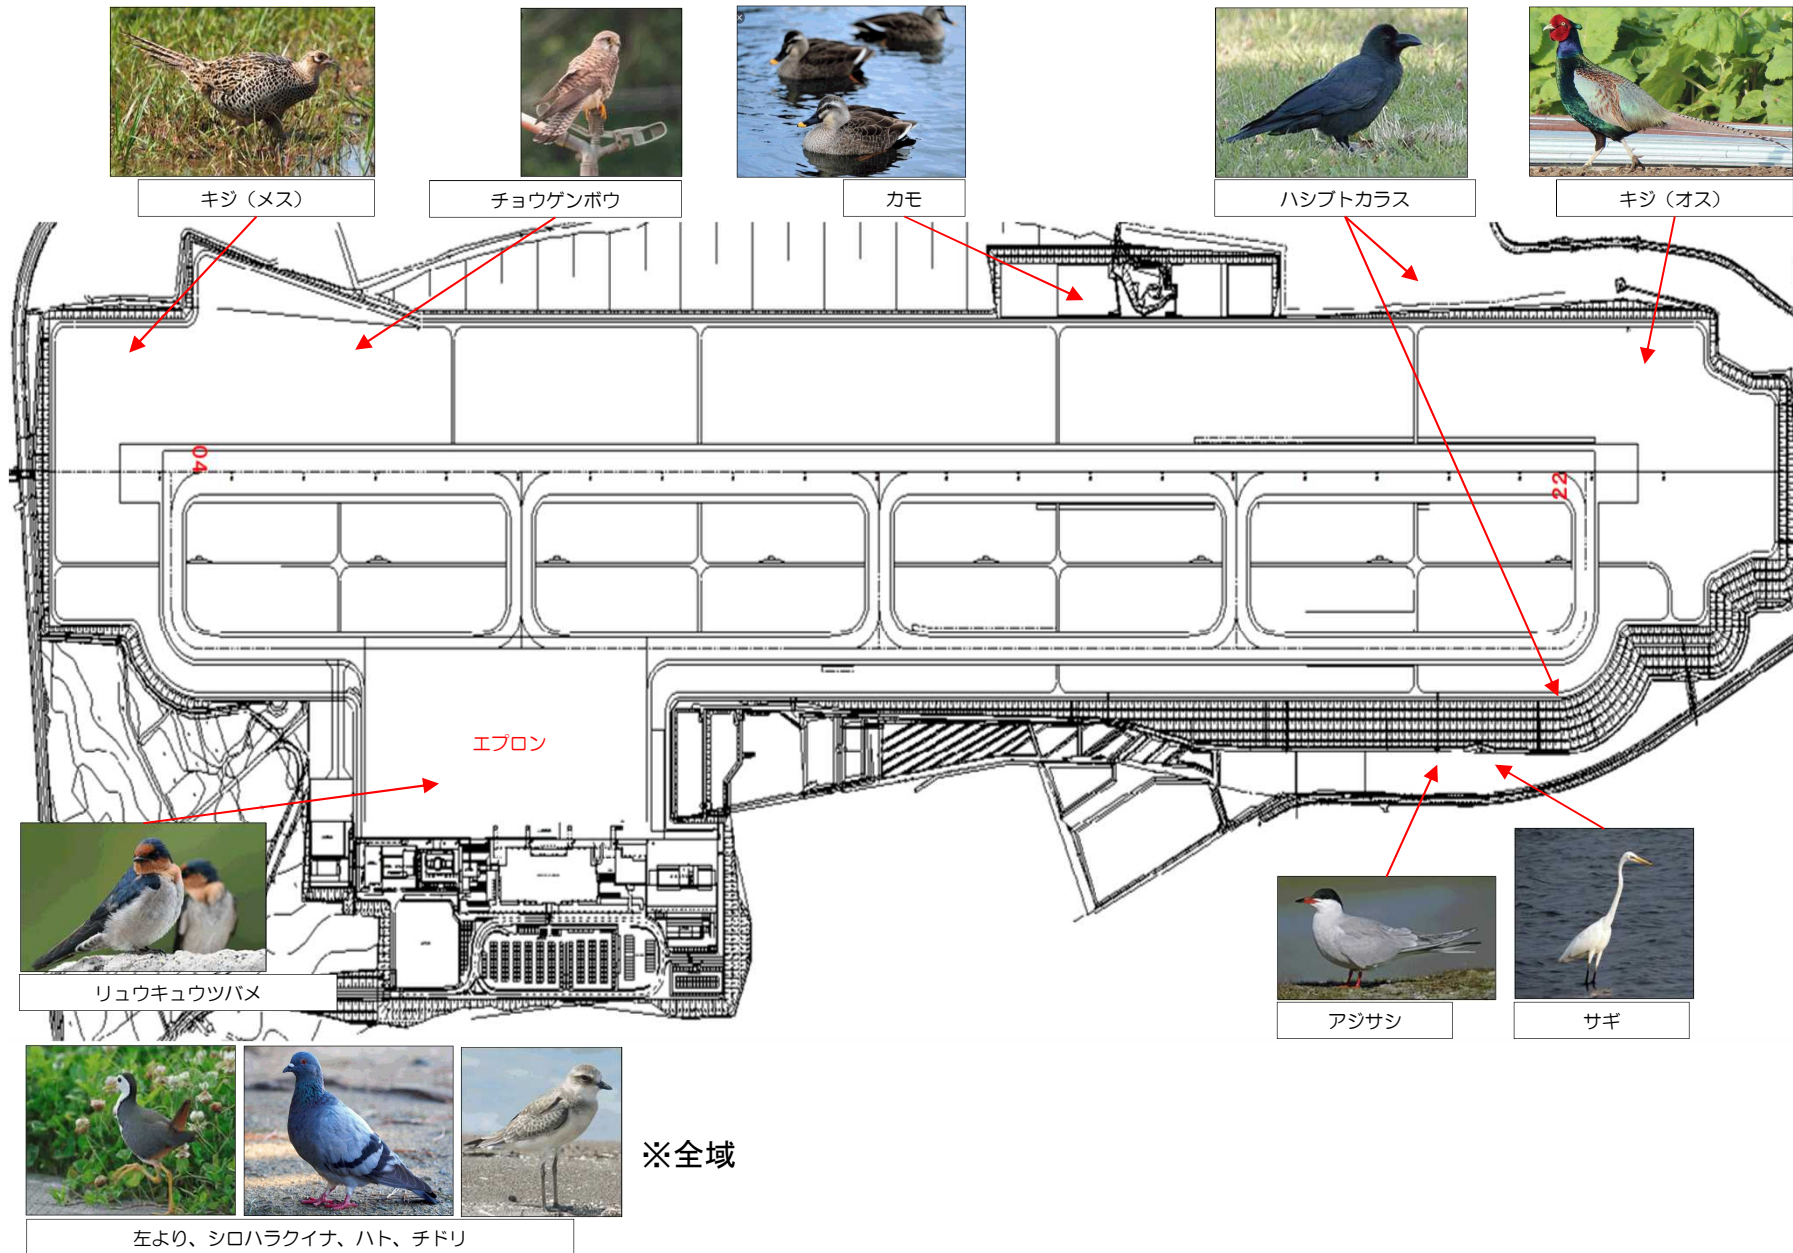 キジ（メス）
チョウゲンボウ
カモ
ハシブトカラス
キジ（オス）
04
22
エプロン
リュウキュウツバメ
アジサシ
サギ
※全域
左より、シロハラクイナ、ハト、チドリ